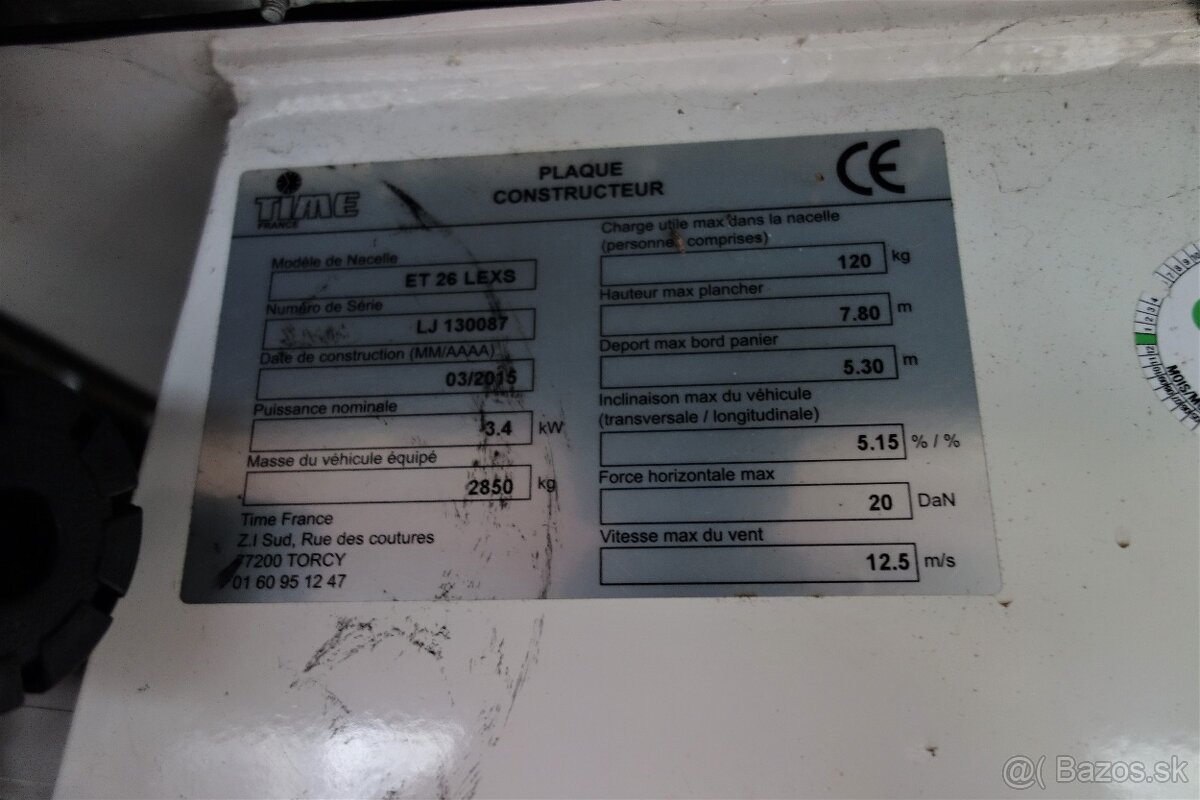 TIME
FRANCE
PLAQUE
CONSTRUCTEUR
CE
Modéle de Nacelle
ET 26 LEXS
Numéro de Série
LJ 130087
Date de construction (MM/AAAA)
03/2015
Puissance nominale
3.4 kW
Masse du véhicule équipé
2850 kg
Time France
Z.I Sud, Rue des coutures
77200 TORCY
01 60 95 12 47
Charge utile max dans la nacelle
(personnes comprises)
120 kg
Hauteur max plancher
7.80 m
Deport max bord panier
5.30 m
Inclinaison max du véhicule
(transversale / longitudinale)
5.15 % / %
Force horizontale max
20 DaN
Vitesse max du vent
12.5 m/s
@( Bazos.sk